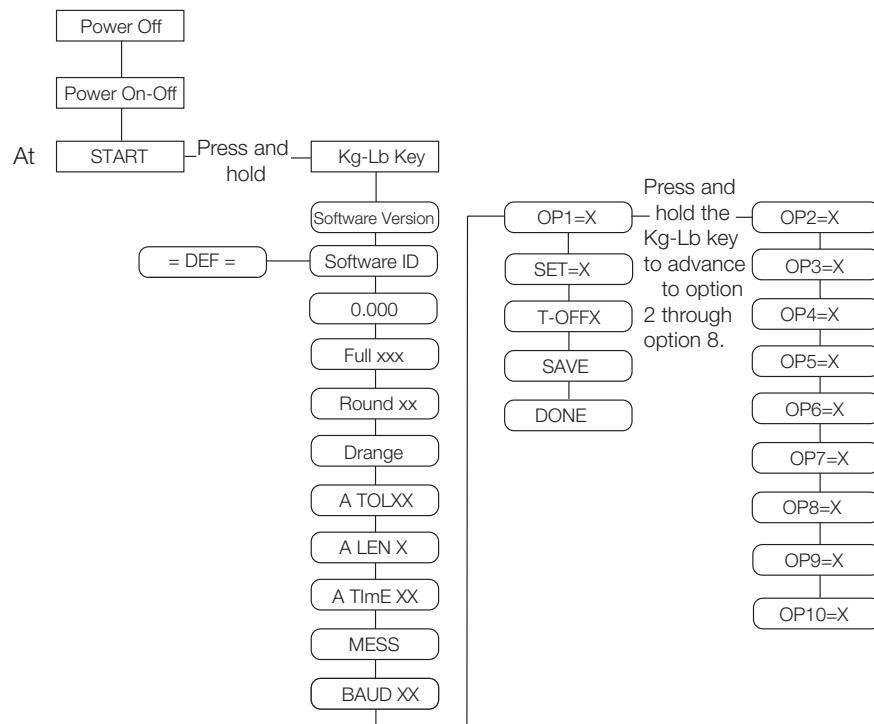 Power Off
Power On-Off
At
START
Press and
hold
Kg-Lb Key
Software Version
= DEF =
Software ID
0.000
Full xxx
Round xx
Drange
A TOLXX
A LEN X
A TImE XX
MESS
BAUD XX
OP1=X
SET=X
T-OFFX
SAVE
DONE
Press and
hold the
Kg-Lb key
to advance
to option
2 through
option 8.
OP2=X
OP3=X
OP4=X
OP5=X
OP6=X
OP7=X
OP8=X
OP9=X
OP10=X